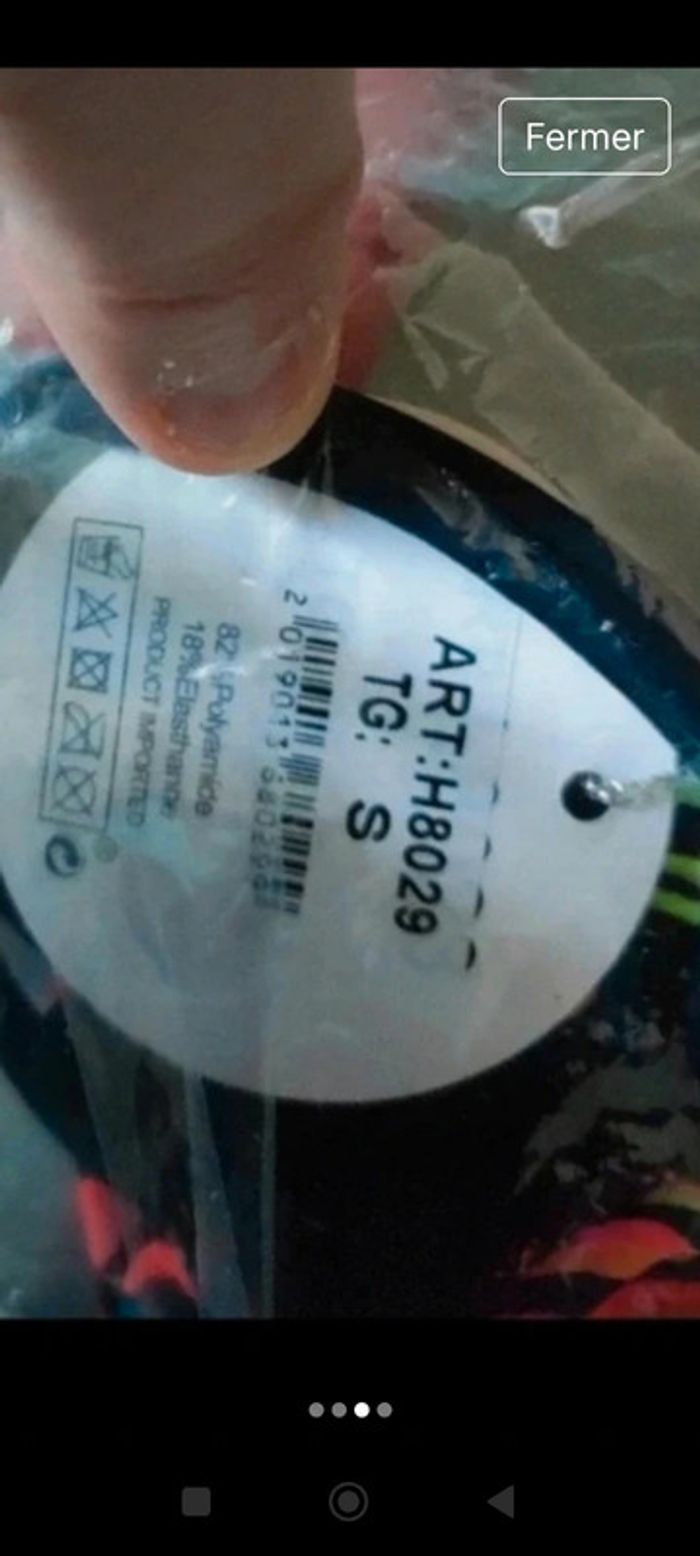 Fermer
ART:H8029
TG: S
82%Polyamide
18%Elasthanne
PRODUCT IMPORTED